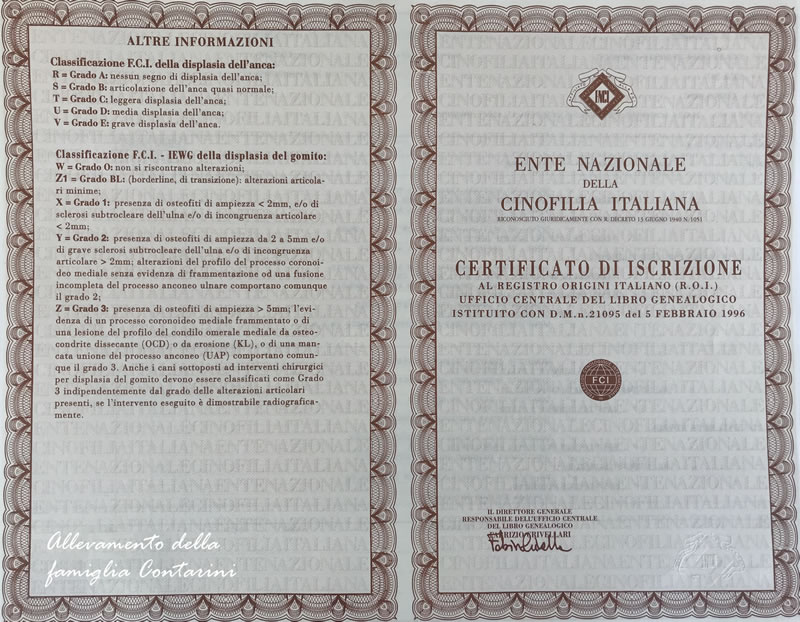 ALTRE INFORMAZIONI
Classificazione F.C.I. della displasia dell'anca:
R = Grado A: nessun segno di displasia dell'anca;
S = Grado B: articolazione dell'anca quasi normale;
T = Grado C: leggera displasia dell'anca;
U = Grado D: media displasia dell'anca;
V = Grado E: grave displasia dell'anca.
Classificazione F.C.I. - IEWG della displasia del gomito:
W = Grado O: non si riscontrano alterazioni;
Z1 = Grado BL: (borderline, di transizione): alterazioni articola-
ri minime;
X = Grado 1: presenza di osteofiti di ampiezza < 2mm, e/o di
sclerosi subtrocleare dell'ulna e/o di incongruenza articolare
< 2mm;
Y = Grado 2: presenza di osteofiti di ampiezza da 2 a 5mm e/o
di grave sclerosi subtrocleare dell'ulna e/o di incongruenza
articolare > 2mm; alterazioni del profilo del processo coronoi-
deo mediale senza evidenza di frammentazione od una fusione
incompleta del processo anconeo ulnare comportano comunque
il grado 2;
Z = Grado 3: presenza di osteofiti di ampiezza > 5mm; l'evi-
denza di un processo coronoideo mediale frammentato o di
una lesione del profilo del condilo omerale mediale da osteo-
condrite dissecante (OCD) o da erosione (KL), o di una man-
cata unione del processo anconeo (UAP) comportano comun-
que il grado 3. Anche i cani sottoposti ad interventi chirurgici
per displasia del gomito devono essere classificati come Grado
3 indipendentemente dal grado delle alterazioni articolari
presenti, se l'intervento eseguito è dimostrabile radiografica-
mente.
Allevamento della
famiglia Contarini
ENCI
ENTE NAZIONALE
DELLA
CINOFILIA ITALIANA
RICONOSCIUTO GIURIDICAMENTE CON R. DECRETO 13 GIUGNO 1940 N. 1051
CERTIFICATO DI ISCRIZIONE
AL REGISTRO ORIGINI ITALIANO (R.O.I.)
UFFICIO CENTRALE DEL LIBRO GENEALOGICO
ISTITUITO CON D.M.n.21095 del 5 FEBBRAIO 1996
FCI
IL DIRETTORE GENERALE
RESPONSABILE DELL'UFFICIO CENTRALE
DEL LIBRO GENEALOGICO
FABRIZIO CRIVELLARI